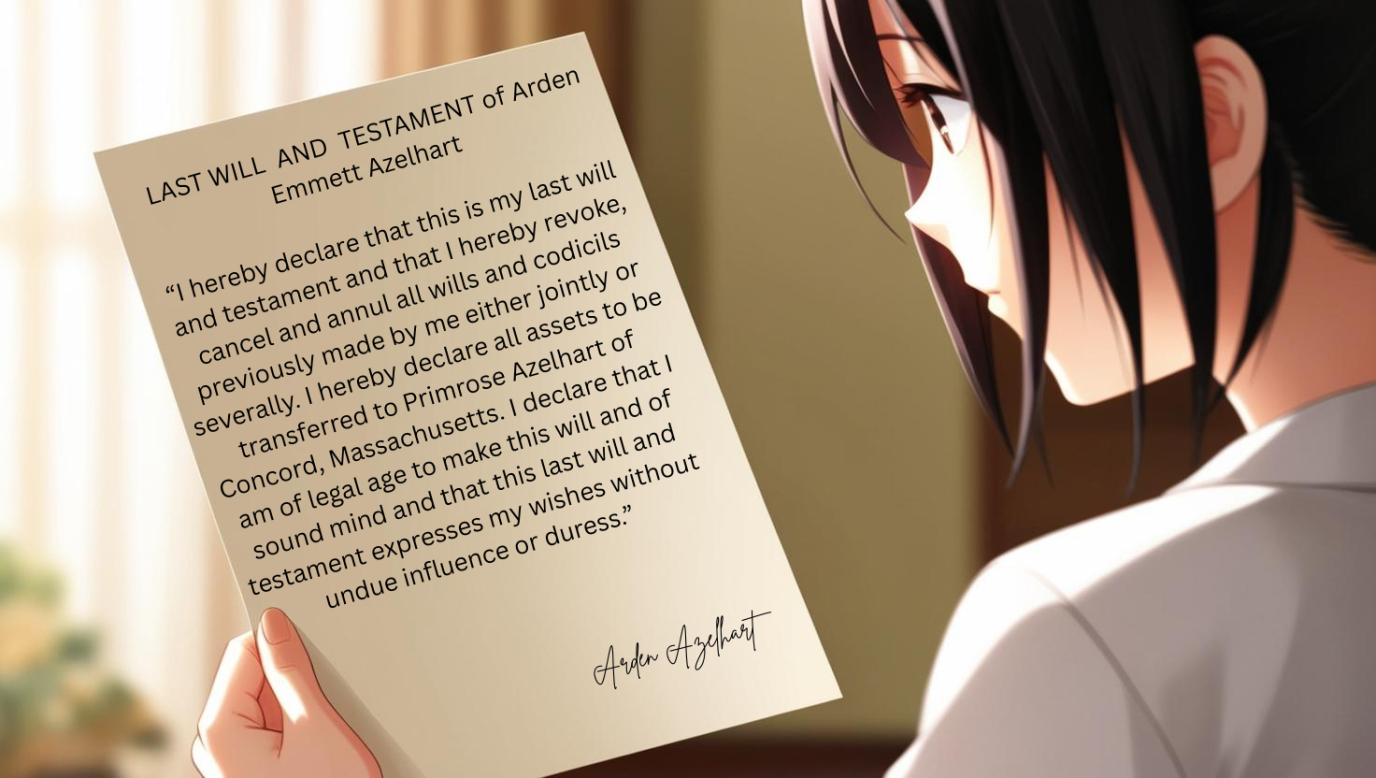 LAST WILL AND TESTAMENT of Arden
Emmett Azelhart
“I hereby declare that this is my last will
and testament and that I hereby revoke,
cancel and annul all wills and codicils
previously made by me either jointly or
severally. I hereby declare all assets to be
transferred to Primrose Azelhart of
Concord, Massachusetts. I declare that I
am of legal age to make this will and of
sound mind and that this last will and
testament expresses my wishes without
undue influence or duress.”
Arden Azelhart